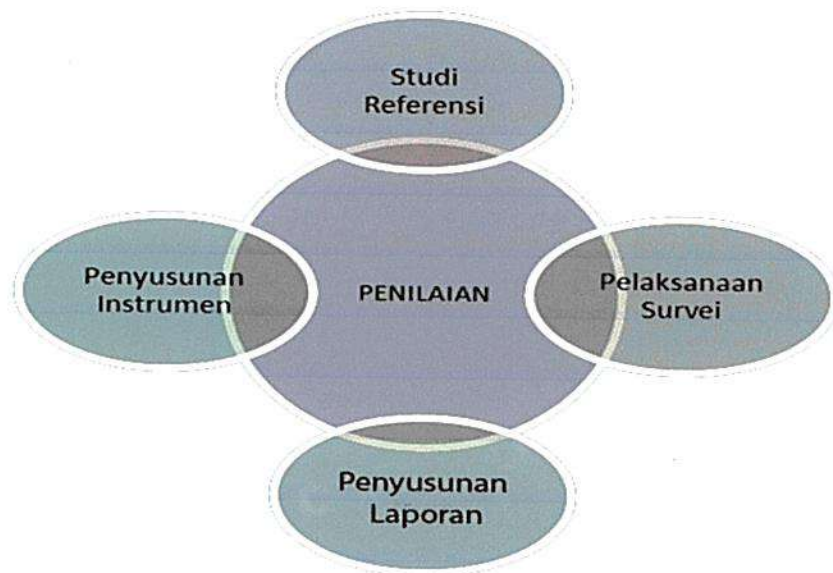 Studi
Referensi
Penyusunan
Instrumen
PENILAIAN
Pelaksanaan
Survei
Penyusunan
Laporan